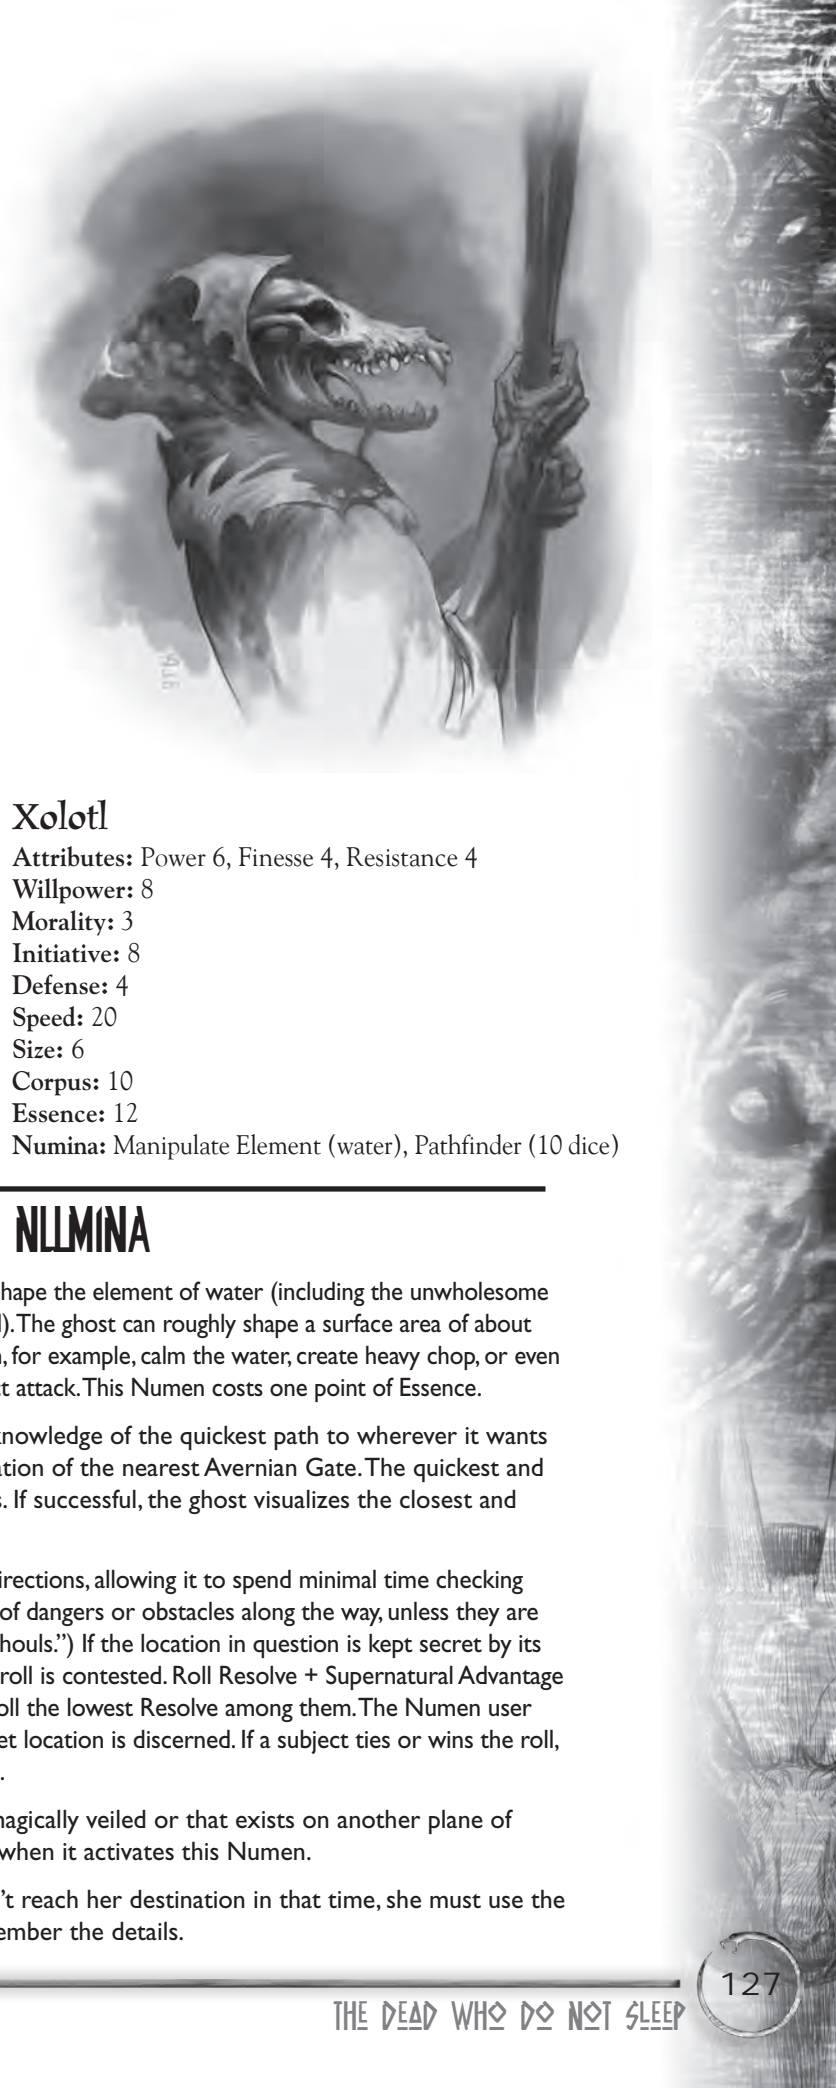 Xolotl
Attributes: Power 6, Finesse 4, Resistance 4
Willpower: 8
Morality: 3
Initiative: 8
Defense: 4
Speed: 20
Size: 6
Corpus: 10
Essence: 12
Numina: Manipulate Element (water), Pathfinder (10 dice)
NUMINA
hape the element of water (including the unwholesome
). The ghost can roughly shape a surface area of about
, for example, calm the water, create heavy chop, or even
ct attack. This Numen costs one point of Essence.
knowledge of the quickest path to wherever it wants
ation of the nearest Avernian Gate. The quickest and
s. If successful, the ghost visualizes the closest and
irections, allowing it to spend minimal time checking
of dangers or obstacles along the way, unless they are
houls.") If the location in question is kept secret by its
roll is contested. Roll Resolve + Supernatural Advantage
oll the lowest Resolve among them. The Numen user
et location is discerned. If a subject ties or wins the roll,
.
nagically veiled or that exists on another plane of
when it activates this Numen.
't reach her destination in that time, she must use the
ember the details.
127
THE DEAD WHO DO NOT SLEEP